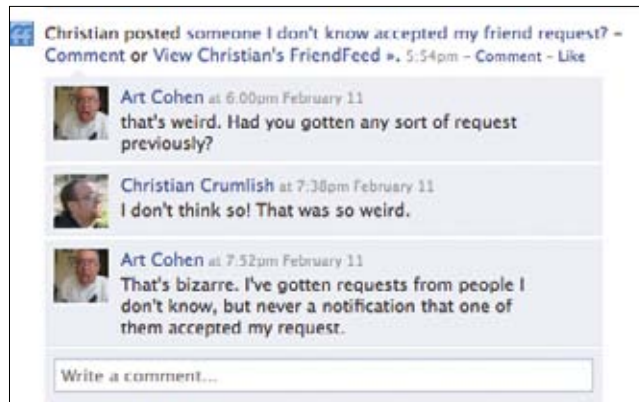 Christian posted someone I don't know accepted my friend request? –
Comment or View Christian's FriendFeed ». 5:54pm – Comment – Like
Art Cohen at 6:00pm February 11
that's weird. Had you gotten any sort of request
previously?
Christian Crumlish at 7:38pm February 11
I don't think so! That was so weird.
Art Cohen at 7:52pm February 11
That's bizarre. I've gotten requests from people I
don't know, but never a notification that one of
them accepted my request.
Write a comment...